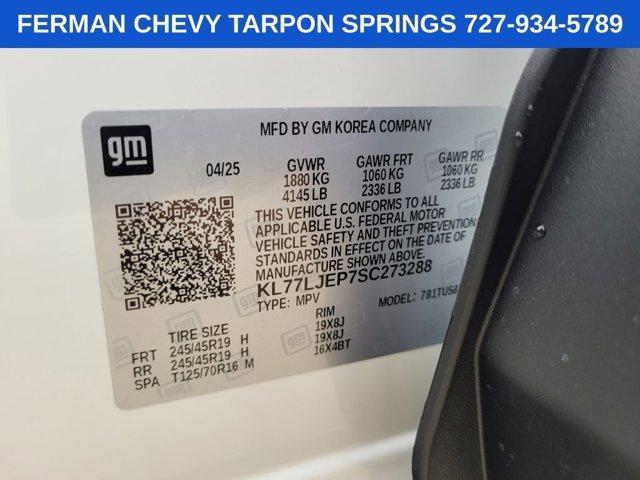 FERMAN CHEVY TARPON SPRINGS 727-934-5789
gm
MFD BY GM KOREA COMPANY
04/25 GVWR GAWR FRT GAWR RR
1880 KG 1060 KG 1060 KG
4145 LB 2336 LB 2336 LB
THIS VEHICLE CONFORMS TO ALL
APPLICABLE U.S. FEDERAL MOTOR
VEHICLE SAFETY AND THEFT PREVENTION
STANDARDS IN EFFECT ON THE DATE OF
MANUFACTURE SHOWN ABOVE.
KL77LJEP7SC273288
TYPE: MPV MODEL: 781TU58
TIRE SIZE RIM
FRT 245/45R19 H 19X8J
RR 245/45R19 H 19X8J
SPA T125/70R16 M 16X4BT